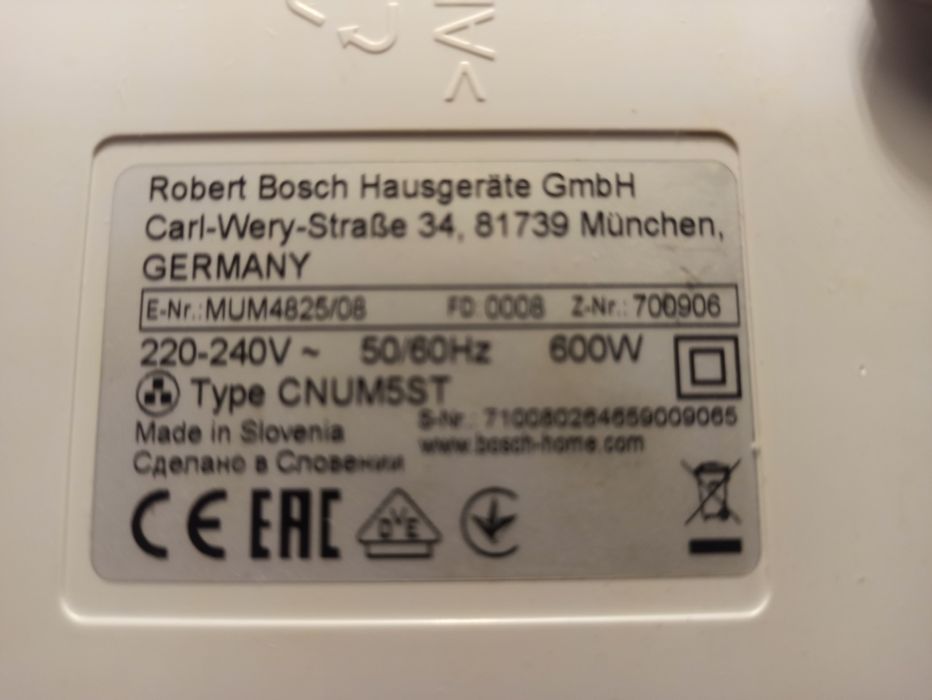 Robert Bosch Hausgeräte GmbH
Carl-Wery-Straße 34, 81739 München,
GERMANY
E-Nr.: MUM4825/08 FD: 0008 Z-Nr.: 700906
220-240V ~ 50/60Hz 600W
Type CNUM5ST
S-Nr.: 710080264659009065
Made in Slovenia
www.bosch-home.com
Сделано в Словении
CE EAC DVE